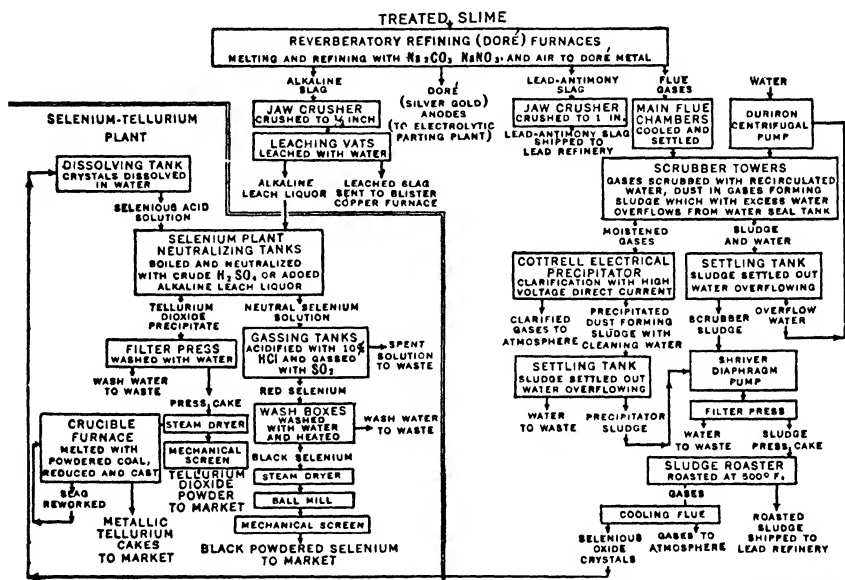 TREATED SLIME
REVERBERATORY REFINING (DORÉ) FURNACES
MELTING AND REFINING WITH Na2CO3 NaNO3, AND AIR TO DORÉ METAL
ALKALINE
SLAG
DORÉ
(SILVER GOLD)
ANODES
(TO ELECTROLYTIC
PARTING PLANT)
LEAD-ANTIMONY
SLAG
FLUE
GASES
WATER
JAW CRUSHER
CRUSHED TO ½ INCH
JAW CRUSHER
CRUSHED TO 1 IN.
LEAD-ANTIMONY SLAG
SHIPPED TO
LEAD REFINERY
MAIN FLUE
CHAMBERS
COOLED AND
SETTLED
DURIRON
CENTRIFUGAL
PUMP
SELENIUM-TELLURIUM
PLANT
LEACHING VATS
LEACHED WITH WATER
ALKALINE
LEACH LIQUOR
LEACHED SLAG
SENT TO BLISTER
COPPER FURNACE
DISSOLVING TANK
CRYSTALS DISSOLVED
IN WATER
SELENIOUS ACID
SOLUTION
SCRUBBER TOWERS
GASES SCRUBBED WITH RECIRCULATED
WATER, DUST IN GASES FORMING
SLUDGE WHICH WITH EXCESS WATER
OVERFLOWS FROM WATER SEAL TANK
MOISTENED
GASES
SLUDGE
AND WATER
SELENIUM PLANT
NEUTRALIZING TANKS
BOILED AND NEUTRALIZED
WITH CRUDE H2SO4 OR ADDED
ALKALINE LEACH LIQUOR
COTTRELL ELECTRICAL
PRECIPITATOR
CLARIFICATION WITH HIGH
VOLTAGE DIRECT CURRENT
SETTLING TANK
SLUDGE SETTLED OUT
WATER OVERFLOWING
TELLURIUM
DIOXIDE
PRECIPITATE
NEUTRAL SELENIUM
SOLUTION
CLARIFIED
GASES TO
ATMOSPHERE
PRECIPITATED
DUST FORMING
SLUDGE WITH
CLEANING WATER
SCRUBBER
SLUDGE
OVERFLOW
WATER
FILTER PRESS
WASHED WITH WATER
GASSING TANKS
ACIDIFIED WITH 10%
HCl AND GASSED
WITH SO2
SPENT
SOLUTION
TO WASTE
WASH WATER
TO WASTE
PRESS CAKE
RED SELENIUM
SETTLING TANK
SLUDGE SETTLED OUT
WATER OVERFLOWING
SHRIVER
DIAPHRAGM
PUMP
WATER
TO WASTE
PRECIPITATOR
SLUDGE
FILTER PRESS
WATER
TO WASTE
SLUDGE
PRESS CAKE
CRUCIBLE
FURNACE
MELTED WITH
POWDERED COAL,
REDUCED AND CAST
STEAM DRYER
MECHANICAL
SCREEN
WASH BOXES
WASHED
WITH WATER
AND HEATED
WASH WATER
TO WASTE
BLACK SELENIUM
STEAM DRYER
BALL MILL
MECHANICAL SCREEN
BLACK POWDERED SELENIUM
TO MARKET
TELLURIUM
DIOXIDE
POWDER
TO MARKET
SLAG
REWORKED
METALLIC
TELLURIUM
CAKES
TO MARKET
SLUDGE ROASTER
ROASTED AT 500° F.
GASES
COOLING FLUE
SELENIOUS
OXIDE
CRYSTALS
GASES TO
ATMOSPHERE
ROASTED
SLUDGE
SHIPPED TO
LEAD REFINERY